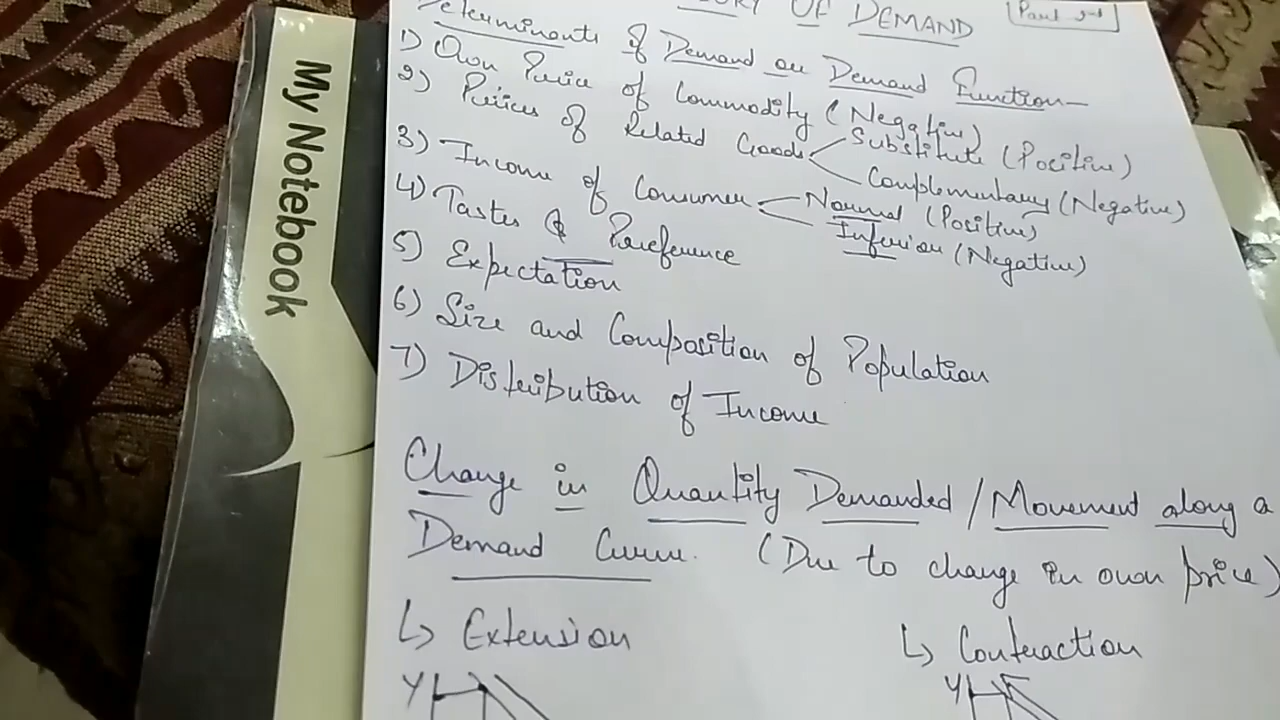 OF DEMAND
Determinants of Demand or Demand Function—
1) Own Price of Commodity (Negative)
2) Prices of Related Goods
Substitute (Positive)
Complementary (Negative)
3) Income of Consumer
Normal (Positive)
Inferior (Negative)
4) Tastes & Preference
5) Expectation
6) Size and Composition of Population
7) Distribution of Income
Change in Quantity Demanded / Movement along a
Demand Curve. (Due to change in own price)
↳ Extension
↳ Contraction
Y
Y
My Notebook